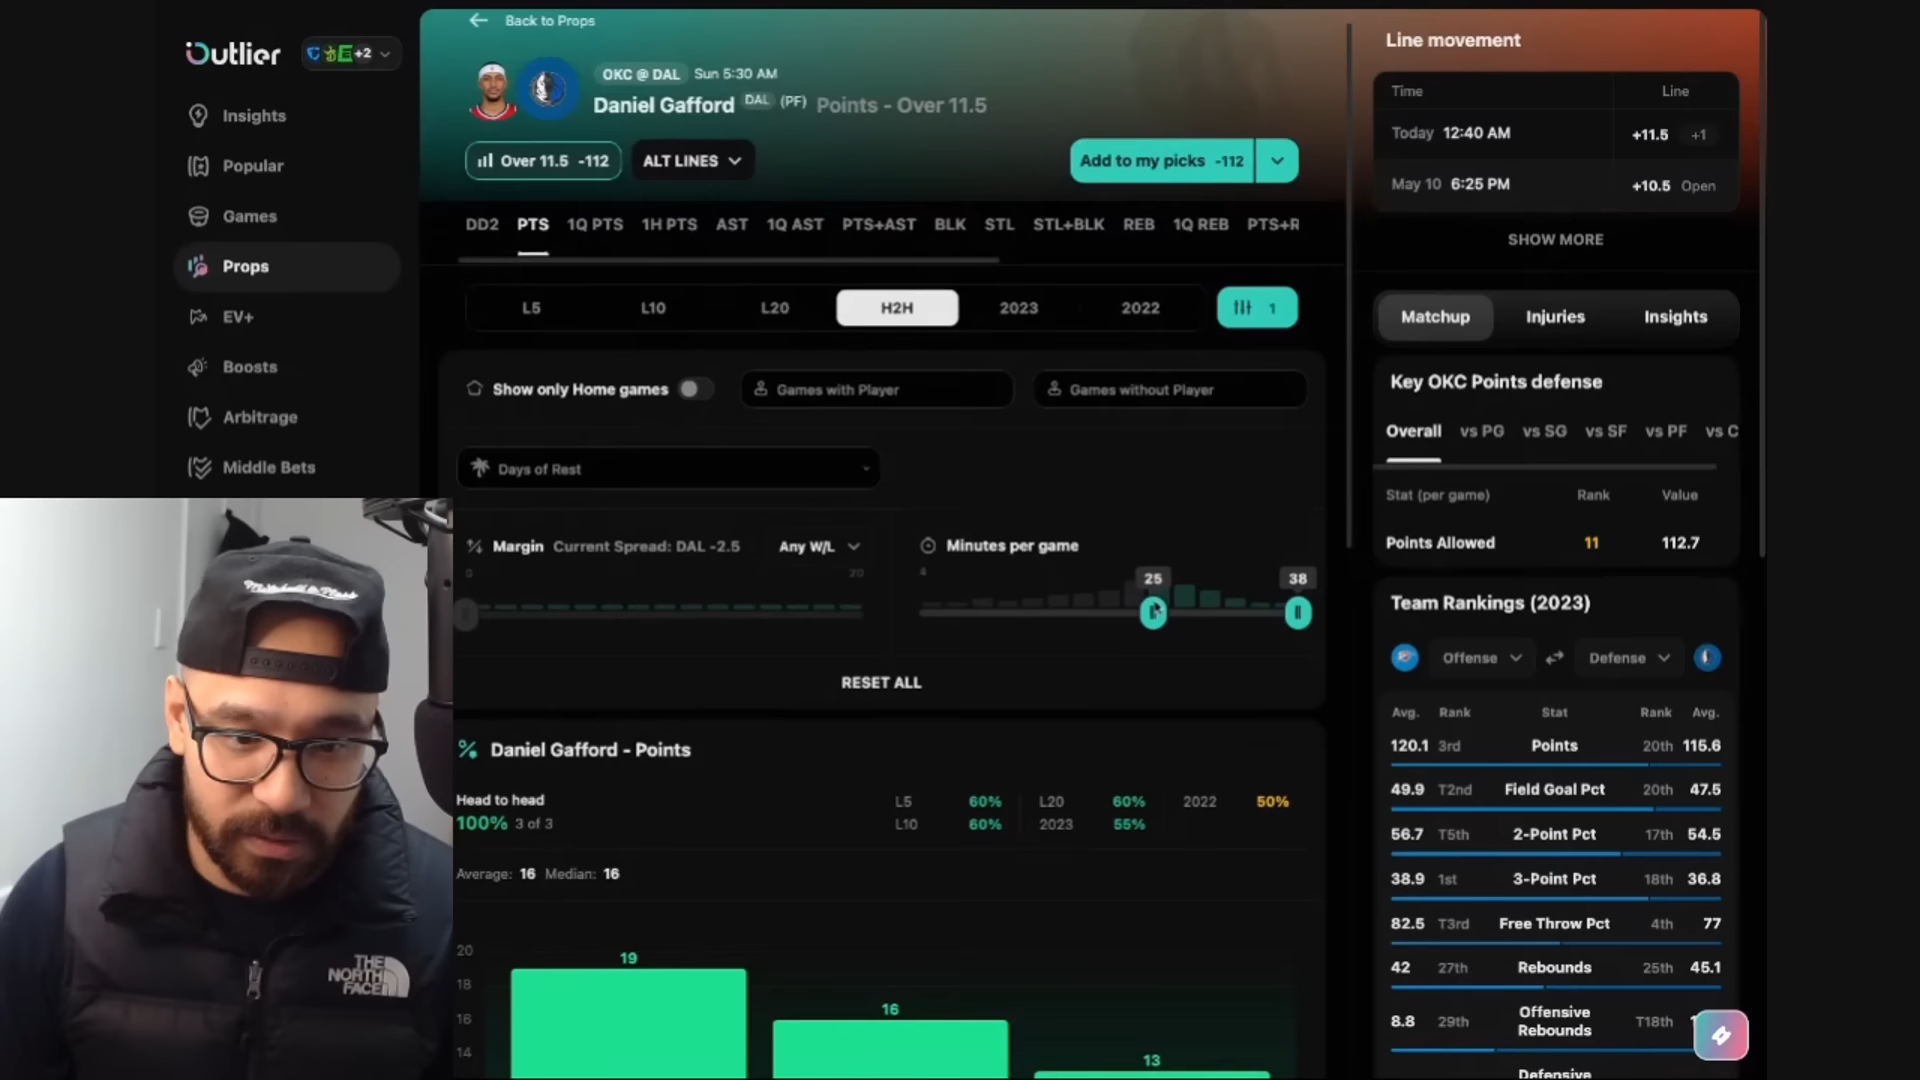 Outlier
+2
Insights
Popular
Games
Props
EV+
Boosts
Arbitrage
Middle Bets
Back to Props
OKC @ DAL Sun 5:30 AM
Daniel Gafford DAL (PF) Points - Over 11.5
Over 11.5 -112
ALT LINES
Add to my picks -112
DD2 PTS 1Q PTS 1H PTS AST 1Q AST PTS+AST BLK STL STL+BLK REB 1Q REB PTS+R
L5 L10 L20 H2H 2023 2022 1
Show only Home games
Games with Player
Games without Player
Days of Rest
Margin Current Spread: DAL -2.5 Any W/L
0 20
Minutes per game
4
25 38
RESET ALL
Daniel Gafford - Points
Head to head
100% 3 of 3
L5 60% L20 60% 2022 50%
L10 60% 2023 55%
Average: 16 Median: 16
20
18
16
14
19
16
13
Line movement
Time Line
Today 12:40 AM +11.5 +1
May 10 6:25 PM +10.5 Open
SHOW MORE
Matchup Injuries Insights
Key OKC Points defense
Overall vs PG vs SG vs SF vs PF vs C
Stat (per game) Rank Value
Points Allowed 11 112.7
Team Rankings (2023)
Offense Defense
Avg. Rank Stat Rank Avg.
120.1 3rd Points 20th 115.6
49.9 T2nd Field Goal Pct 20th 47.5
56.7 T5th 2-Point Pct 17th 54.5
38.9 1st 3-Point Pct 18th 36.8
82.5 T3rd Free Throw Pct 4th 77
42 27th Rebounds 25th 45.1
8.8 29th Offensive Rebounds T18th
Defensive
Mitchell & Ness
THE
NORTH
FACE